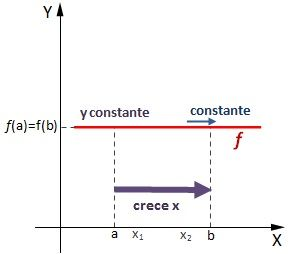 Y
y constante
constante
f(a)=f(b)
f
crece x
a
x₁
x₂
b
X